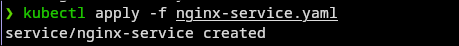 ❯ kubectl apply -f nginx-service.yaml
service/nginx-service created